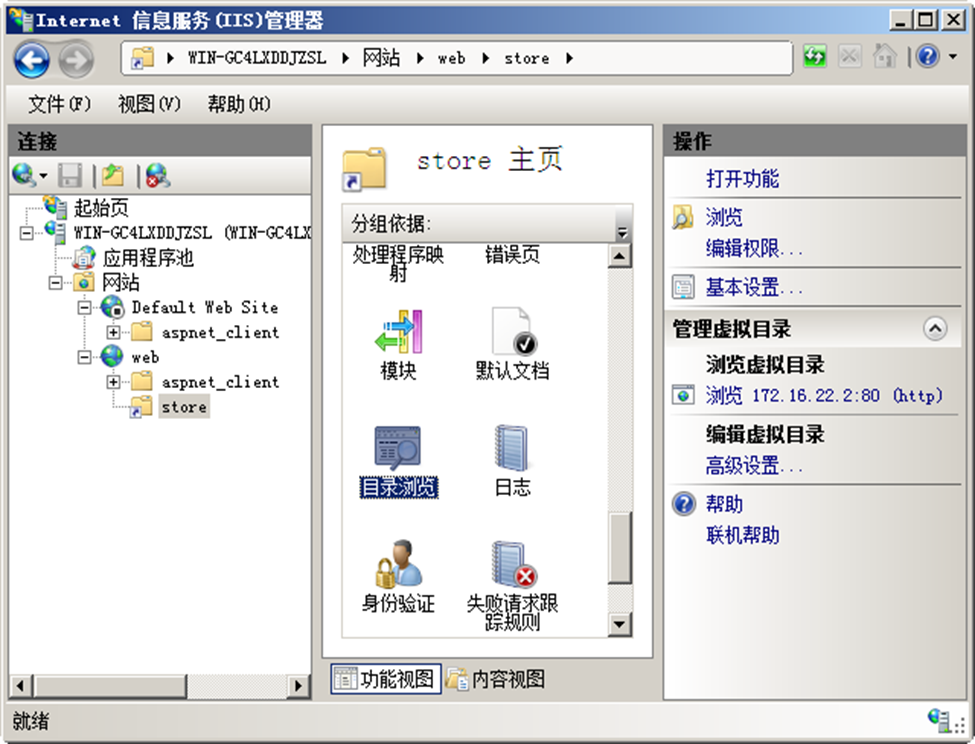 Internet 信息服务(IIS)管理器
WIN-GC4LXDDJZSL 网站 web store
文件(F) 视图(V) 帮助(H)
连接
起始页
WIN-GC4LXDDJZSL (WIN-GC4LX
应用程序池
网站
Default Web Site
aspnet_client
web
aspnet_client
store
store 主页
分组依据:
处理程序映
射
错误页
模块
默认文档
目录浏览
日志
身份验证
失败请求跟
踪规则
功能视图
内容视图
操作
打开功能
浏览
编辑权限...
基本设置...
管理虚拟目录
浏览虚拟目录
浏览 172.16.22.2:80 (http)
编辑虚拟目录
高级设置...
帮助
联机帮助
就绪